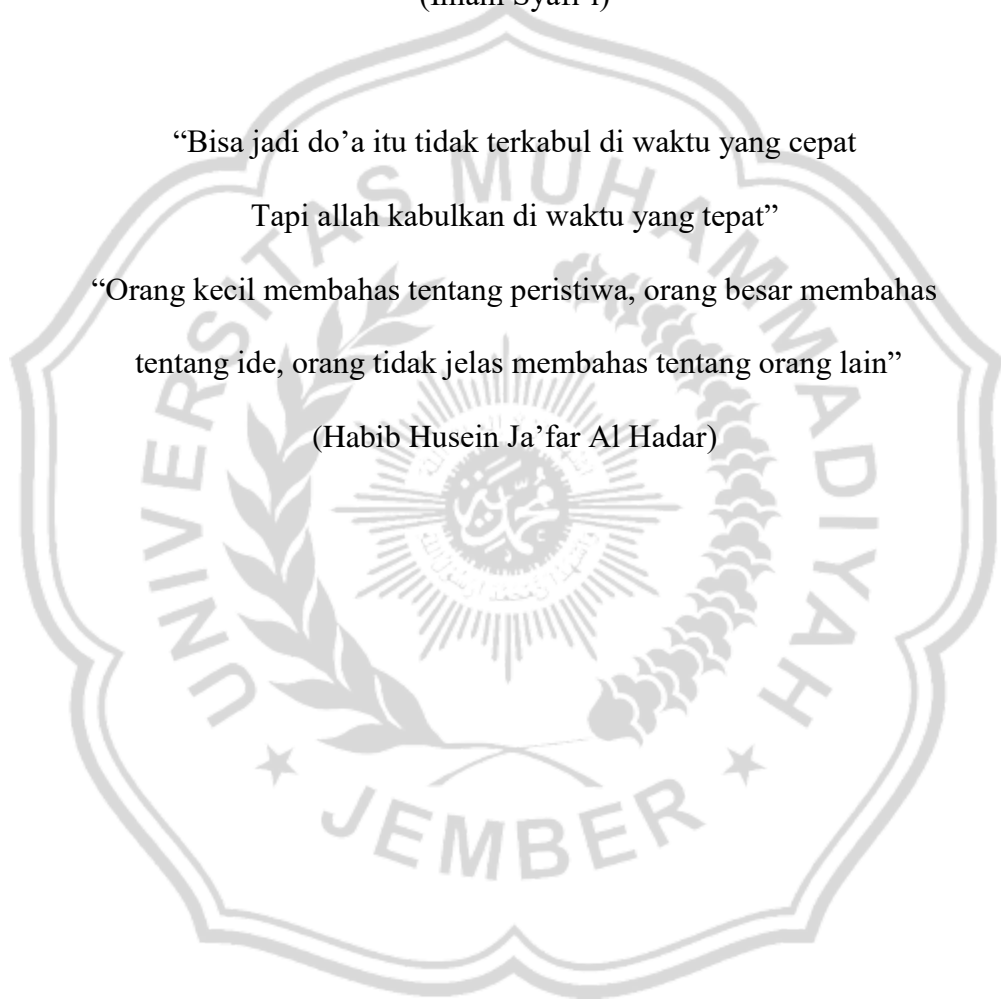 (Imam Syafi'i)
“Bisa jadi do’a itu tidak terkabul di waktu yang cepat
Tapi allah kabulkan di waktu yang tepat”
“Orang kecil membahas tentang peristiwa, orang besar membahas
tentang ide, orang tidak jelas membahas tentang orang lain”
(Habib Husein Ja’far Al Hadar)
UNIVERSITAS MUHAMMADIYAH
JEMBER